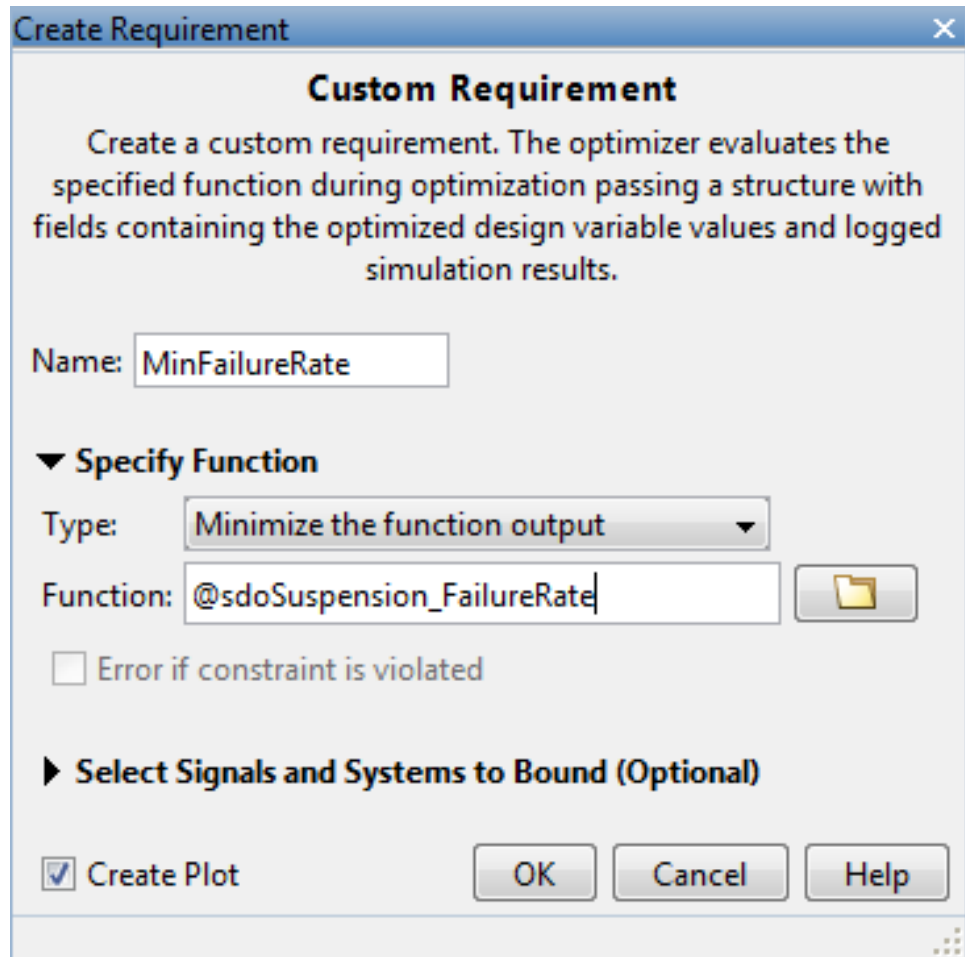 Create Requirement
Custom Requirement
Create a custom requirement. The optimizer evaluates the
specified function during optimization passing a structure with
fields containing the optimized design variable values and logged
simulation results.
Name: MinFailureRate
Specify Function
Type: Minimize the function output
Function: @sdoSuspension_FailureRate
Error if constraint is violated
Select Signals and Systems to Bound (Optional)
Create Plot OK Cancel Help